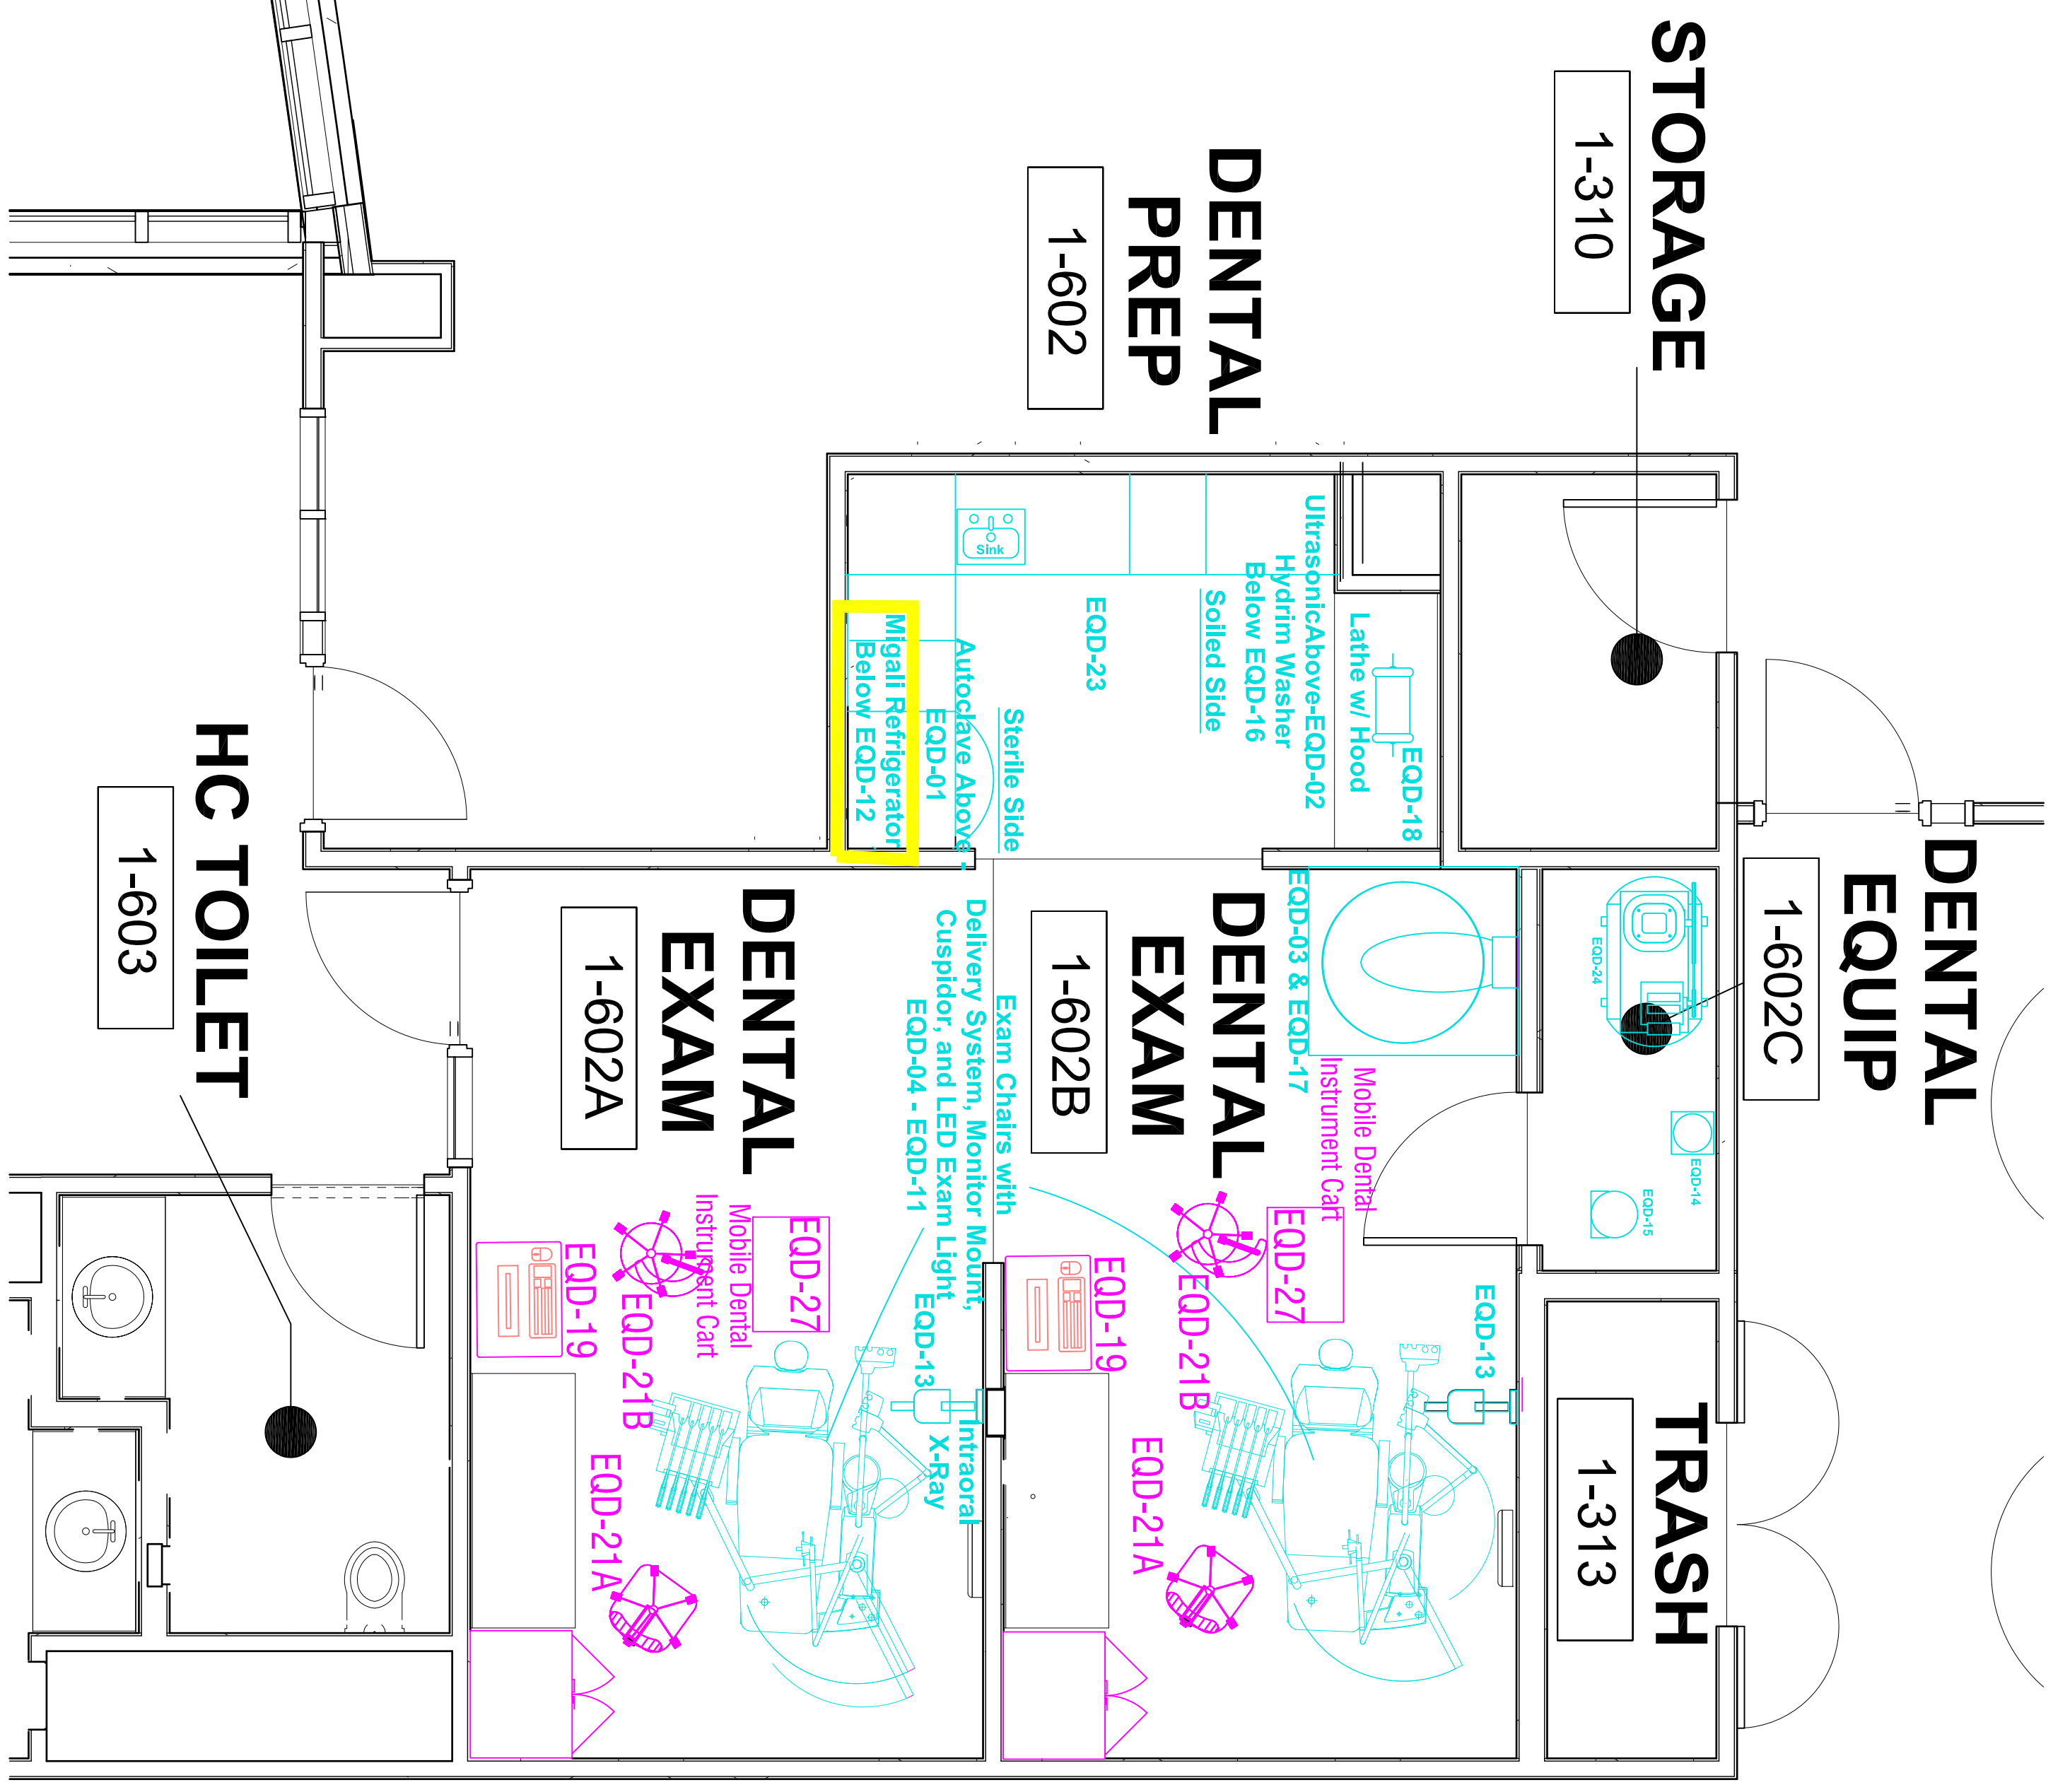 STORAGE
1-310
DENTAL
PREP
1-602
Sink
UltrasonicAbove-EQD-02
Hydrim Washer
Below EQD-16
Lathe w/ Hood
EQD-18
Soiled Side
EQD-23
Sterile Side
Autoclave Above -
EQD-01
Migali Refrigerator
Below EQD-12
DENTAL
EQUIP
1-602C
EQD-24
EQD-14
EQD-15
EQD-03 & EQD-17
DENTAL
EXAM
1-602B
Mobile Dental
Instrument Cart
EQD-27
EQD-21B
EQD-19
EQD-21A
EQD-13
Exam Chairs with
Delivery System, Monitor Mount,
Cuspidor, and LED Exam Light
EQD-04 - EQD-11
DENTAL
EXAM
1-602A
EQD-27
Mobile Dental
Instrument Cart
EQD-21B
EQD-19
EQD-21A
EQD-13
Intraoral
X-Ray
TRASH
1-313
HC TOILET
1-603